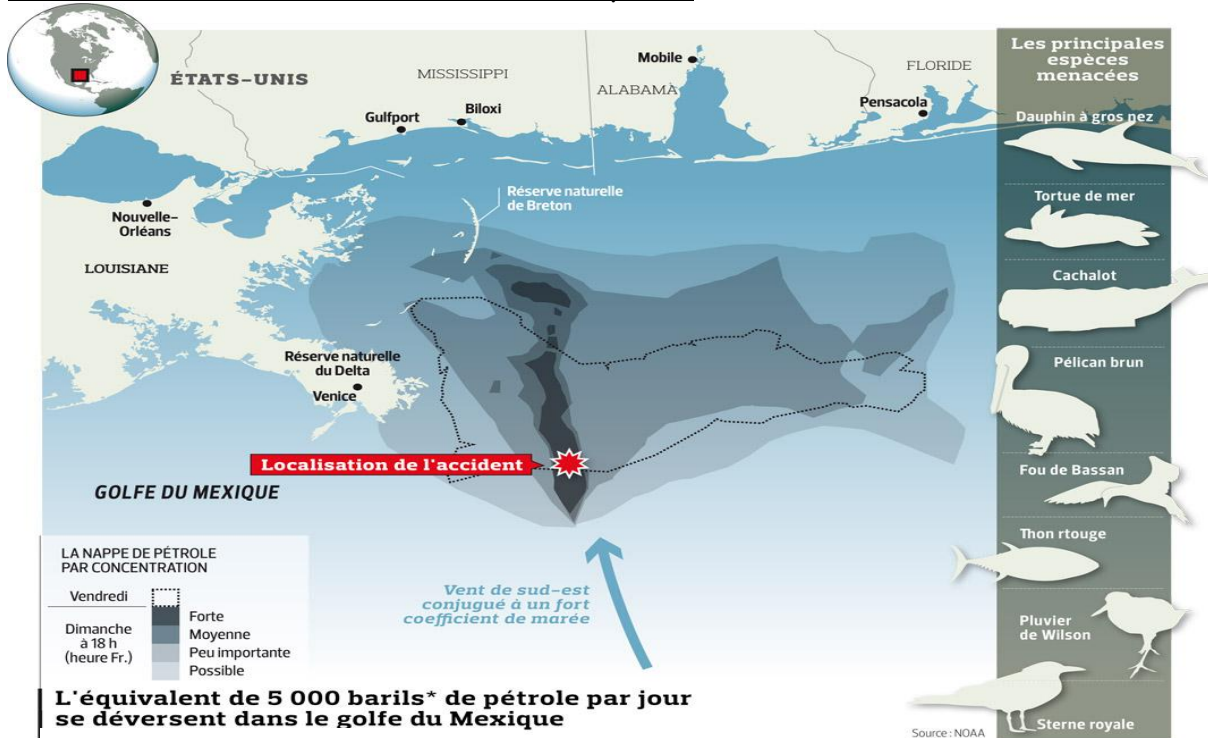 ÉTATS-UNIS
MISSISSIPPI
Mobile
ALABAMA
FLORIDE
Pensacola
Gulfport
Biloxi
Réserve naturelle
de Breton
Nouvelle-
Orléans
LOUISIANE
Réserve naturelle
du Delta
Venice
Localisation de l'accident
GOLFE DU MEXIQUE
Vent de sud-est
conjugué à un fort
coefficient de marée
LA NAPPE DE PÉTROLE
PAR CONCENTRATION
Vendredi
Dimanche
à 18 h
(heure Fr.)
Forte
Moyenne
Peu importante
Possible
L'équivalent de 5 000 barils* de pétrole par jour
se déversent dans le golfe du Mexique
Source : NOAA
Les principales
espèces
menacées
Dauphin à gros nez
Tortue de mer
Cachalot
Pélican brun
Fou de Bassan
Thon rtouge
Pluvier
de Wilson
Sterne royale